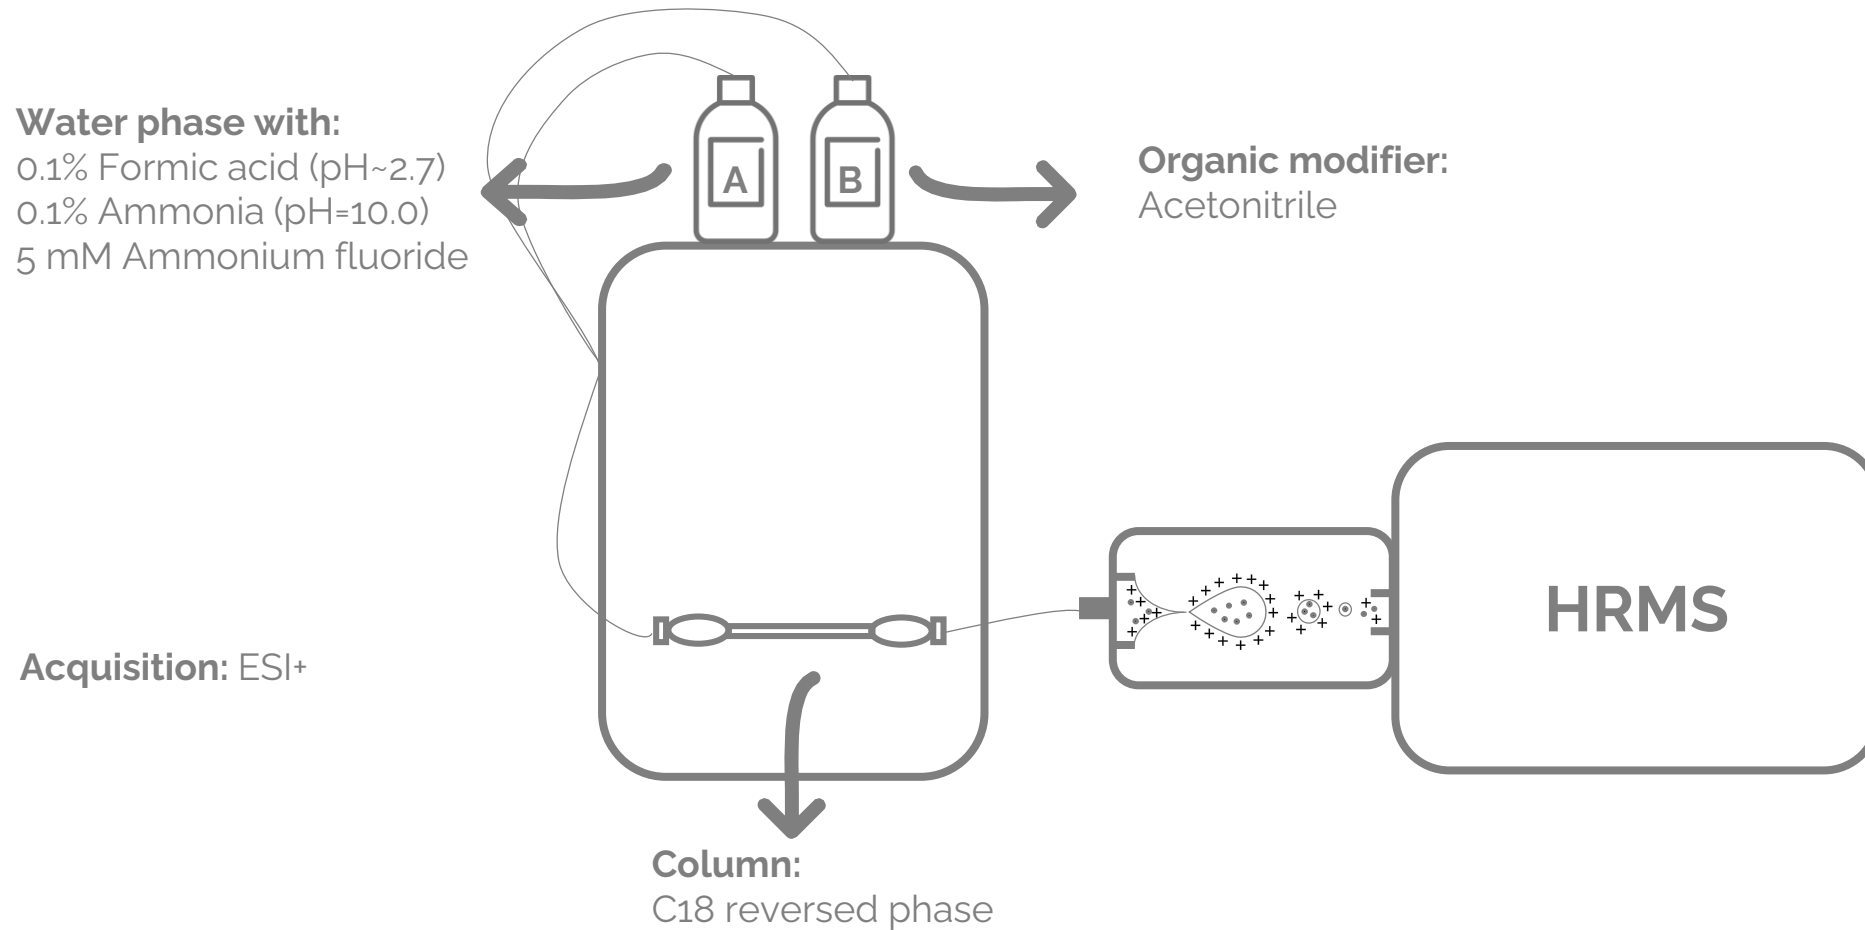 Water phase with:
0.1% Formic acid (pH~2.7)
0.1% Ammonia (pH=10.0)
5 mM Ammonium fluoride
A
B
Organic modifier:
Acetonitrile
HRMS
Acquisition: ESI+
Column:
C18 reversed phase